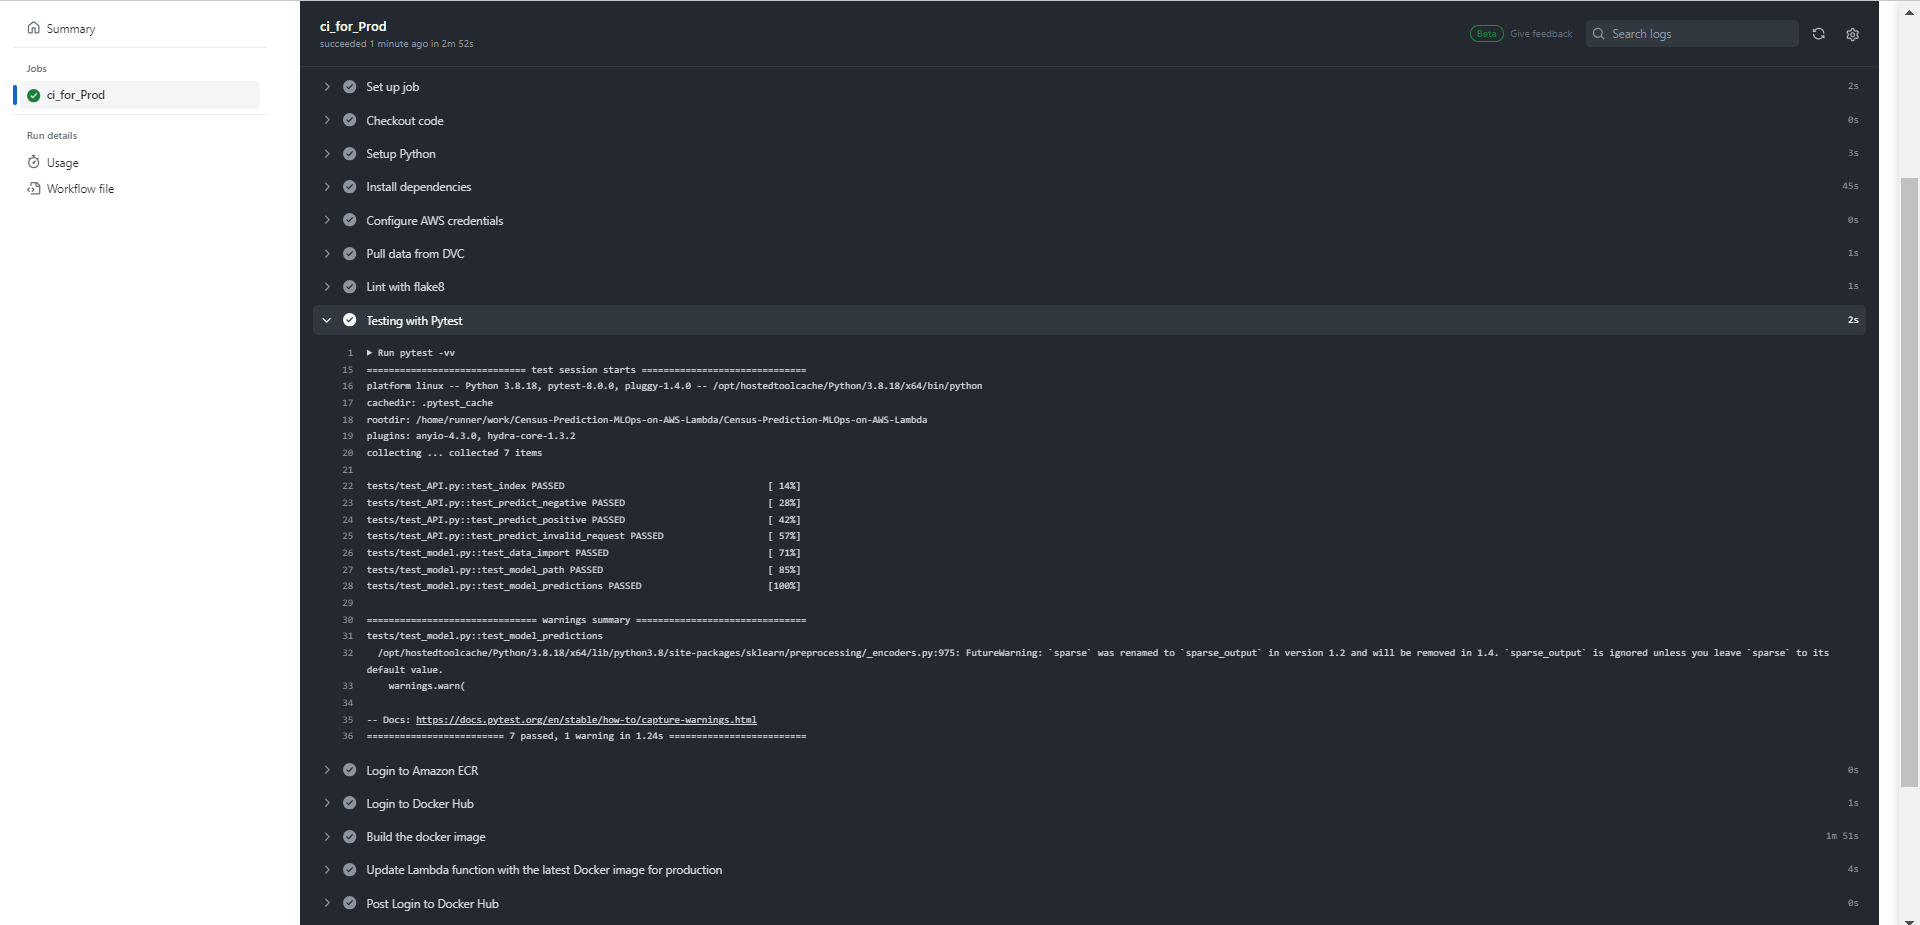 Summary
Jobs
ci_for_Prod
Run details
Usage
Workflow file
ci_for_Prod
succeeded 1 minute ago in 2m 52s
Beta Give feedback
Search logs
Set up job 2s
Checkout code 0s
Setup Python 3s
Install dependencies 45s
Configure AWS credentials 0s
Pull data from DVC 1s
Lint with flake8 1s
Testing with Pytest 2s
1 Run pytest -vv
15 ============================= test session starts ==============================
16 platform linux -- Python 3.8.18, pytest-8.0.0, pluggy-1.4.0 -- /opt/hostedtoolcache/Python/3.8.18/x64/bin/python
17 cachedir: .pytest_cache
18 rootdir: /home/runner/work/Census-Prediction-MLOps-on-AWS-Lambda/Census-Prediction-MLOps-on-AWS-Lambda
19 plugins: anyio-4.3.0, hydra-core-1.3.2
20 collecting ... collected 7 items
21
22 tests/test_API.py::test_index PASSED [ 14%]
23 tests/test_API.py::test_predict_negative PASSED [ 28%]
24 tests/test_API.py::test_predict_positive PASSED [ 42%]
25 tests/test_API.py::test_predict_invalid_request PASSED [ 57%]
26 tests/test_model.py::test_data_import PASSED [ 71%]
27 tests/test_model.py::test_model_path PASSED [ 85%]
28 tests/test_model.py::test_model_predictions PASSED [100%]
29
30 =============================== warnings summary ===============================
31 tests/test_model.py::test_model_predictions
32 /opt/hostedtoolcache/Python/3.8.18/x64/lib/python3.8/site-packages/sklearn/preprocessing/_encoders.py:975: FutureWarning: `sparse` was renamed to `sparse_output` in version 1.2 and will be removed in 1.4. `sparse_output` is ignored unless you leave `sparse` to its
default value.
33 warnings.warn(
34
35 -- Docs: https://docs.pytest.org/en/stable/how-to/capture-warnings.html
36 ========================= 7 passed, 1 warning in 1.24s =========================
Login to Amazon ECR 0s
Login to Docker Hub 1s
Build the docker image 1m 51s
Update Lambda function with the latest Docker image for production 4s
Post Login to Docker Hub 0s